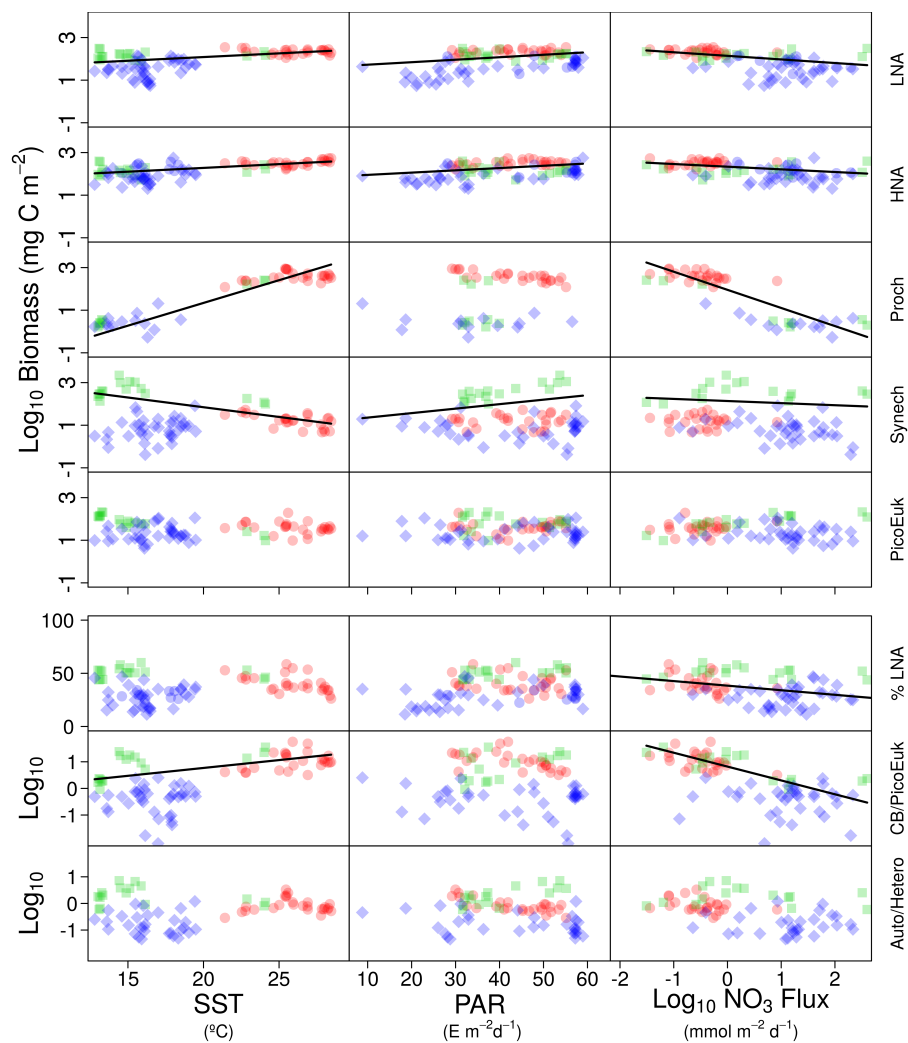 3
1
-1
LNA
3
1
-1
HNA
3
1
-1
Proch
3
1
-1
Synech
3
1
-1
PicoEuk
Log₁₀ Biomass (mg C m⁻²)
100
50
0
% LNA
1
0
-1
Log₁₀
CB/PicoEuk
1
0
-1
Log₁₀
Auto/Hetero
15 20 25
10 20 30 40 50 60
-2 -1 0 1 2
SST PAR Log₁₀ NO₃ Flux
(ºC) (E m⁻²d⁻¹) (mmol m⁻² d⁻¹)